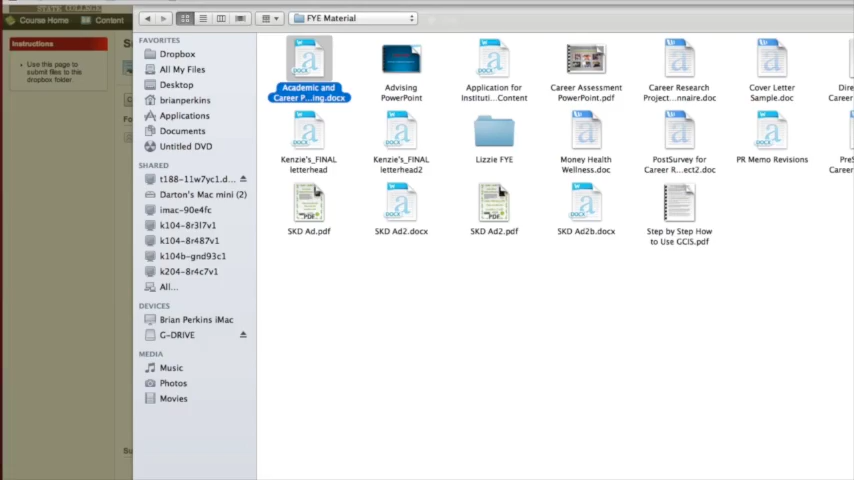 STATE COLLEGE
Course Home
Content
FYE Material
Instructions
Use this page to
submit files to this
dropbox folder.
FAVORITES
Dropbox
All My Files
Desktop
brianperkins
Applications
Documents
Untitled DVD
SHARED
t188-11w7yc1.d...
Darton's Mac mini (2)
imac-90e4fc
k104-8r3l7v1
k104-8r487v1
k104b-gnd93c1
k204-8r4c7v1
All...
DEVICES
Brian Perkins iMac
G-DRIVE
MEDIA
Music
Photos
Movies
Academic and
Career P...ing.docx
Advising
PowerPoint
Application for
Instituti...Content
Career Assessment
PowerPoint.pdf
Career Research
Project...nnaire.doc
Cover Letter
Sample.doc
Kenzie's_FINAL
letterhead
Kenzie's_FINAL
letterhead2
Lizzie FYE
Money Health
Wellness.doc
PostSurvey for
Career R...ect2.doc
PR Memo Revisions
SKD Ad.pdf
SKD Ad2.docx
SKD Ad2.pdf
SKD Ad2b.docx
Step by Step How
to Use GCIS.pdf